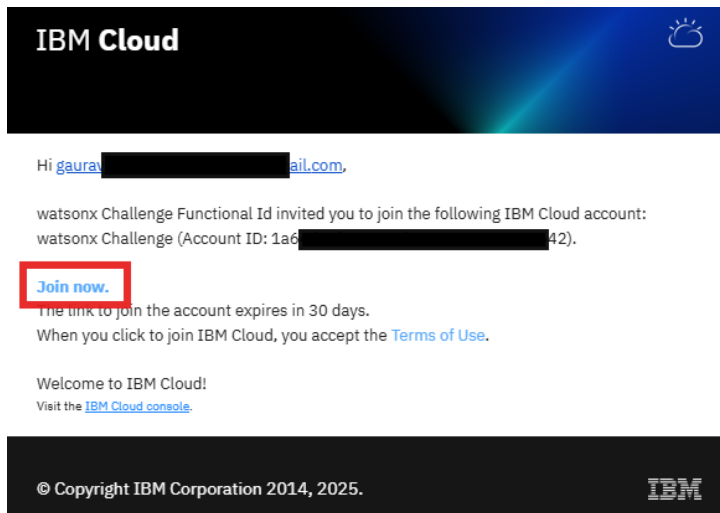 IBM Cloud
Hi gaurav ail.com,
watsonx Challenge Functional Id invited you to join the following IBM Cloud account:
watsonx Challenge (Account ID: 1a6 42).
Join now.
The link to join the account expires in 30 days.
When you click to join IBM Cloud, you accept the Terms of Use.
Welcome to IBM Cloud!
Visit the IBM Cloud console.
© Copyright IBM Corporation 2014, 2025.
IBM